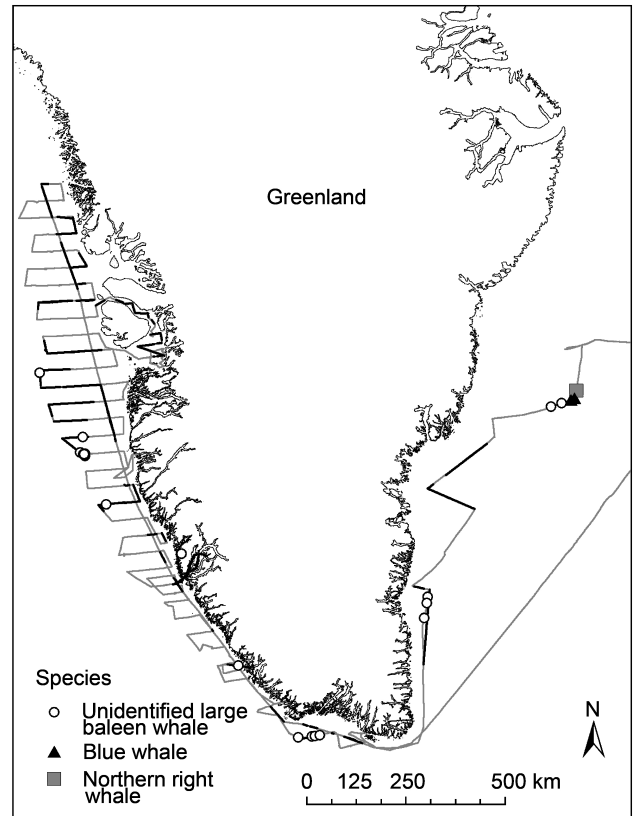 Greenland
Species
Unidentified large
baleen whale
Blue whale
Northern right
whale
N
0 125 250 500 km